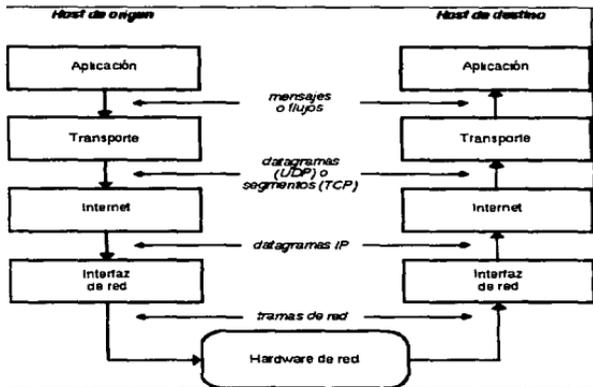 Host de origen
Host de destino
Aplicación
Aplicación
mensajes
o flujos
Transporte
Transporte
datagramas
(UDP) o
segmentos (TCP)
Internet
Internet
datagramas IP
Interfaz
de red
Interfaz
de red
tramas de red
Hardware de red